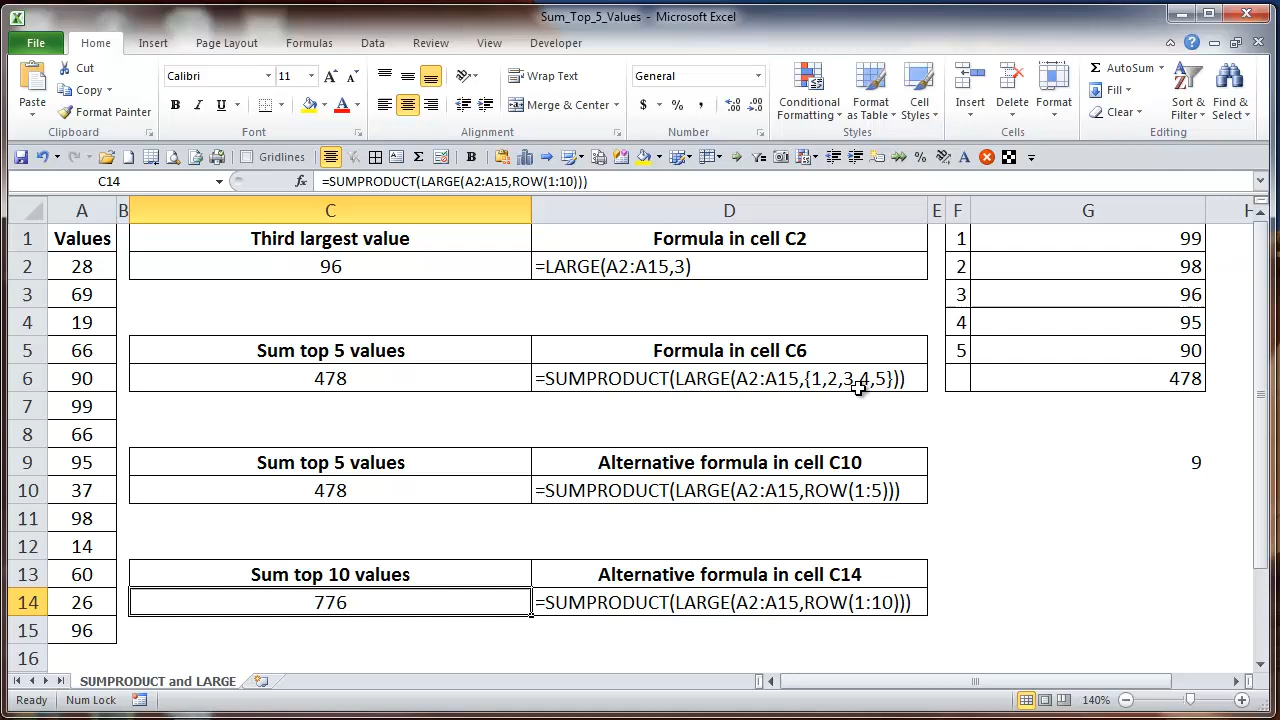 Sum_Top_5_Values - Microsoft Excel
File Home Insert Page Layout Formulas Data Review View Developer
Paste
Cut
Copy
Format Painter
Clipboard
Calibri 11
B I U A
Font
Wrap Text
Merge & Center
Alignment
General
$ % ,
Number
Conditional Formatting
Format as Table
Cell Styles
Styles
Insert Delete Format
Cells
AutoSum
Fill
Clear
Sort & Filter
Find & Select
Editing
Gridlines
C14 fx =SUMPRODUCT(LARGE(A2:A15,ROW(1:10)))
A B C D E F G H
1 Values Third largest value Formula in cell C2 1 99
2 28 96 =LARGE(A2:A15,3) 2 98
3 69 3 96
4 19 4 95
5 66 Sum top 5 values Formula in cell C6 5 90
6 90 478 =SUMPRODUCT(LARGE(A2:A15,{1,2,3,4,5})) 478
7 99
8 66
9 95 Sum top 5 values Alternative formula in cell C10 9
10 37 478 =SUMPRODUCT(LARGE(A2:A15,ROW(1:5)))
11 98
12 14
13 60 Sum top 10 values Alternative formula in cell C14
14 26 776 =SUMPRODUCT(LARGE(A2:A15,ROW(1:10)))
15 96
16
SUMPRODUCT and LARGE
Ready Num Lock 140%